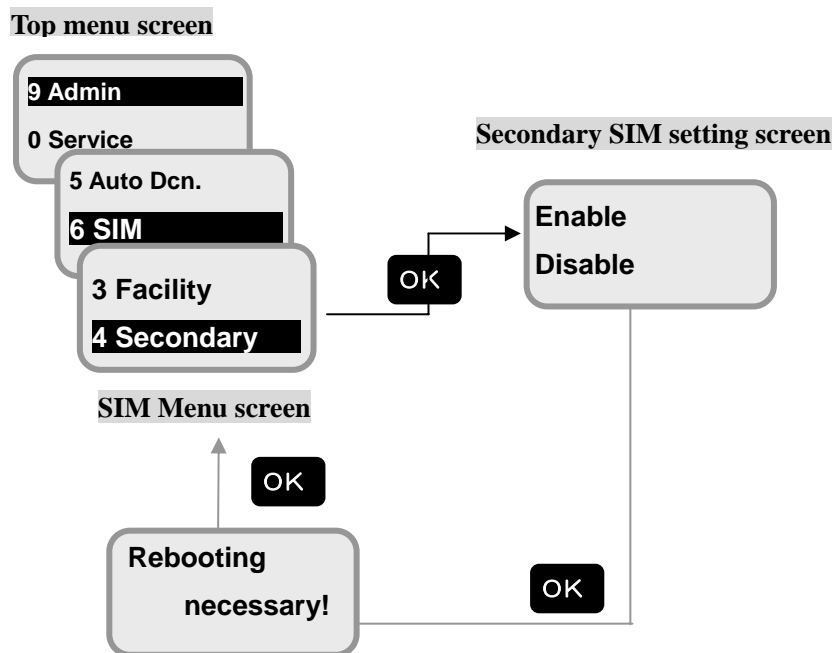 Top menu screen
9 Admin
0 Service
5 Auto Dcn.
6 SIM
3 Facility
4 Secondary
SIM Menu screen
OK
Secondary SIM setting screen
Enable
Disable
OK
Rebooting
necessary!
OK